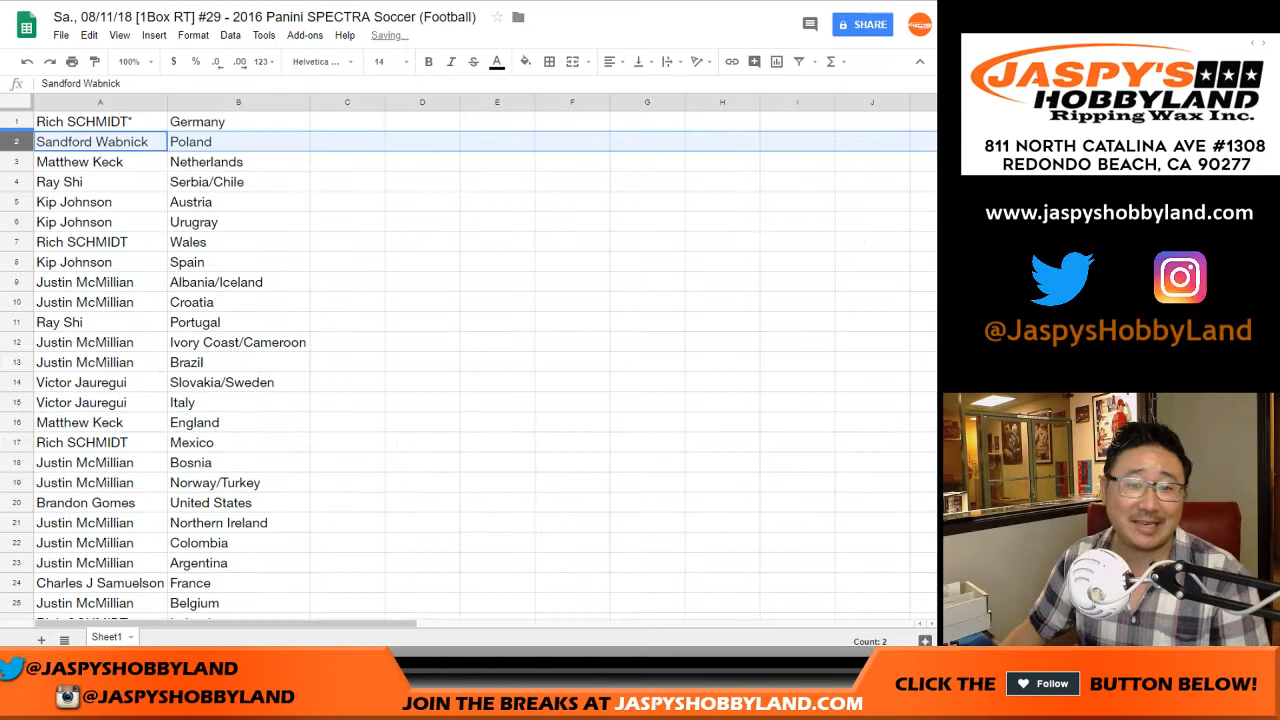 Sa., 08/11/18 [1Box RT] #29 - 2016 Panini SPECTRA Soccer (Football)
File Edit View Insert Format Data Tools Add-ons Help Saving...
SHARE
100% $ % .0 .00 123 Helvetica ... 14 B I S A
fx Sandford Wabnick
A B C D E F G H I J
1 Rich SCHMIDT* Germany
2 Sandford Wabnick Poland
3 Matthew Keck Netherlands
4 Ray Shi Serbia/Chile
5 Kip Johnson Austria
6 Kip Johnson Urugray
7 Rich SCHMIDT Wales
8 Kip Johnson Spain
9 Justin McMillian Albania/Iceland
10 Justin McMillian Croatia
11 Ray Shi Portugal
12 Justin McMillian Ivory Coast/Cameroon
13 Justin McMillian Brazil
14 Victor Jauregui Slovakia/Sweden
15 Victor Jauregui Italy
16 Matthew Keck England
17 Rich SCHMIDT Mexico
18 Justin McMillian Bosnia
19 Justin McMillian Norway/Turkey
20 Brandon Gomes United States
21 Justin McMillian Northern Ireland
22 Justin McMillian Colombia
23 Justin McMillian Argentina
24 Charles J Samuelson France
25 Justin McMillian Belgium
Sheet1
Count: 2
JASPY'S
HOBBYLAND
Ripping Wax Inc.
811 NORTH CATALINA AVE #1308
REDONDO BEACH, CA 90277
www.jaspyshobbyland.com
@JaspysHobbyLand
@JASPYSHOBBYLAND
@JASPYSHOBBYLAND
JOIN THE BREAKS AT JASPYSHOBBYLAND.COM
CLICK THE Follow BUTTON BELOW!